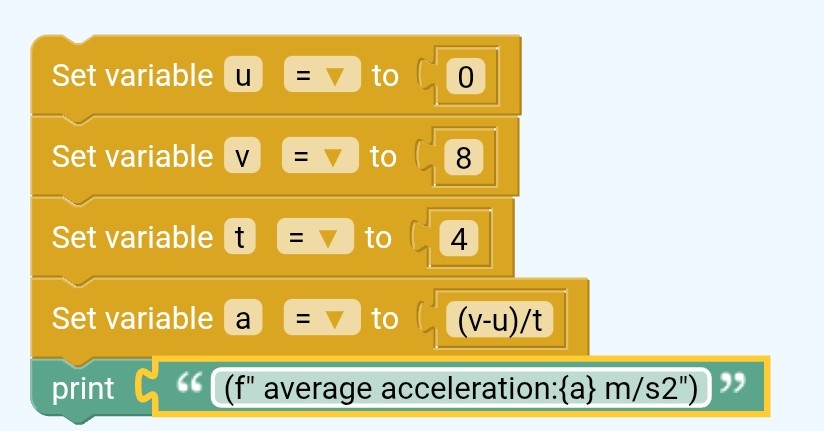 Set variable u = ▼ to 0
Set variable v = ▼ to 8
Set variable t = ▼ to 4
Set variable a = ▼ to (v-u)/t
print “ (f" average acceleration:{a} m/s2") ”